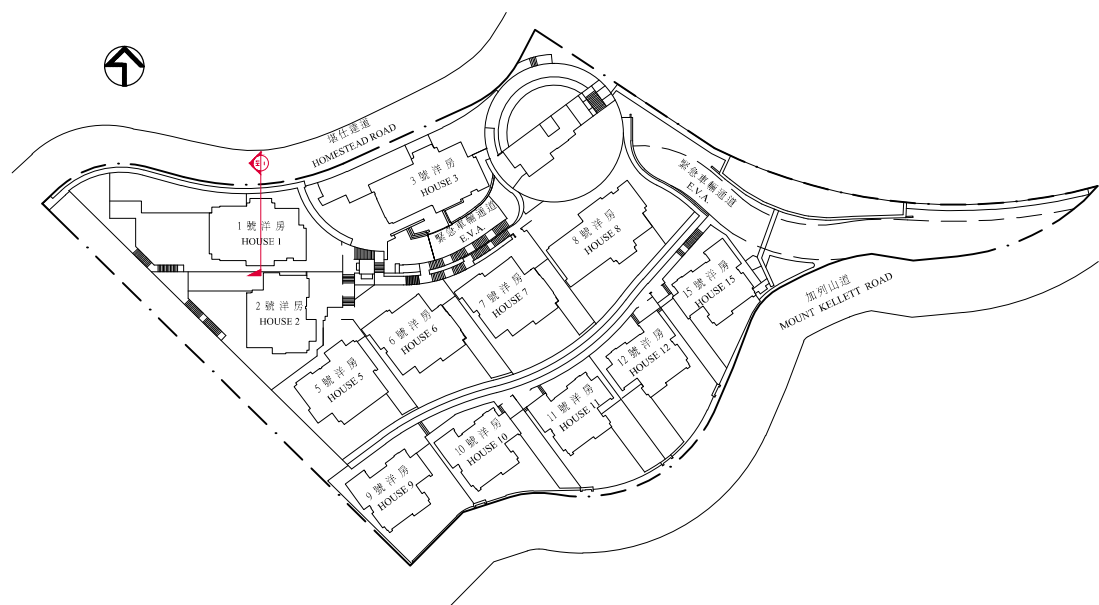 堪仕達道
HOMESTEAD ROAD
3 號洋房
HOUSE 3
緊急車輛通道
E.V.A.
1 號洋房
HOUSE 1
緊急車輛通道
E.V.A.
8 號洋房
HOUSE 8
2 號洋房
HOUSE 2
7 號洋房
HOUSE 7
15 號洋房
HOUSE 15
加列山道
MOUNT KELLETT ROAD
6 號洋房
HOUSE 6
12 號洋房
HOUSE 12
5 號洋房
HOUSE 5
11 號洋房
HOUSE 11
10 號洋房
HOUSE 10
9 號洋房
HOUSE 9